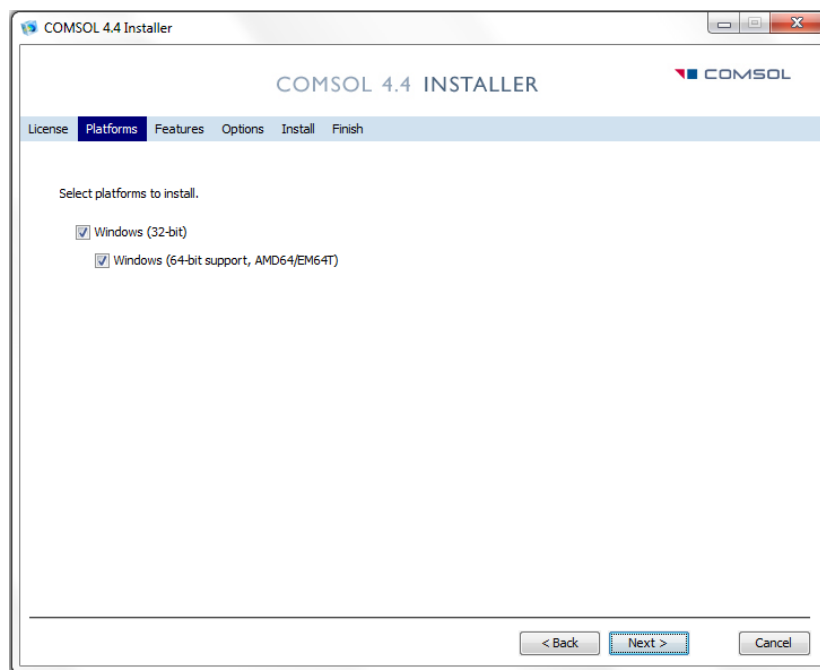 COMSOL 4.4 Installer
COMSOL 4.4 INSTALLER
COMSOL
License Platforms Features Options Install Finish
Select platforms to install.
Windows (32-bit)
Windows (64-bit support, AMD64/EM64T)
< Back Next > Cancel